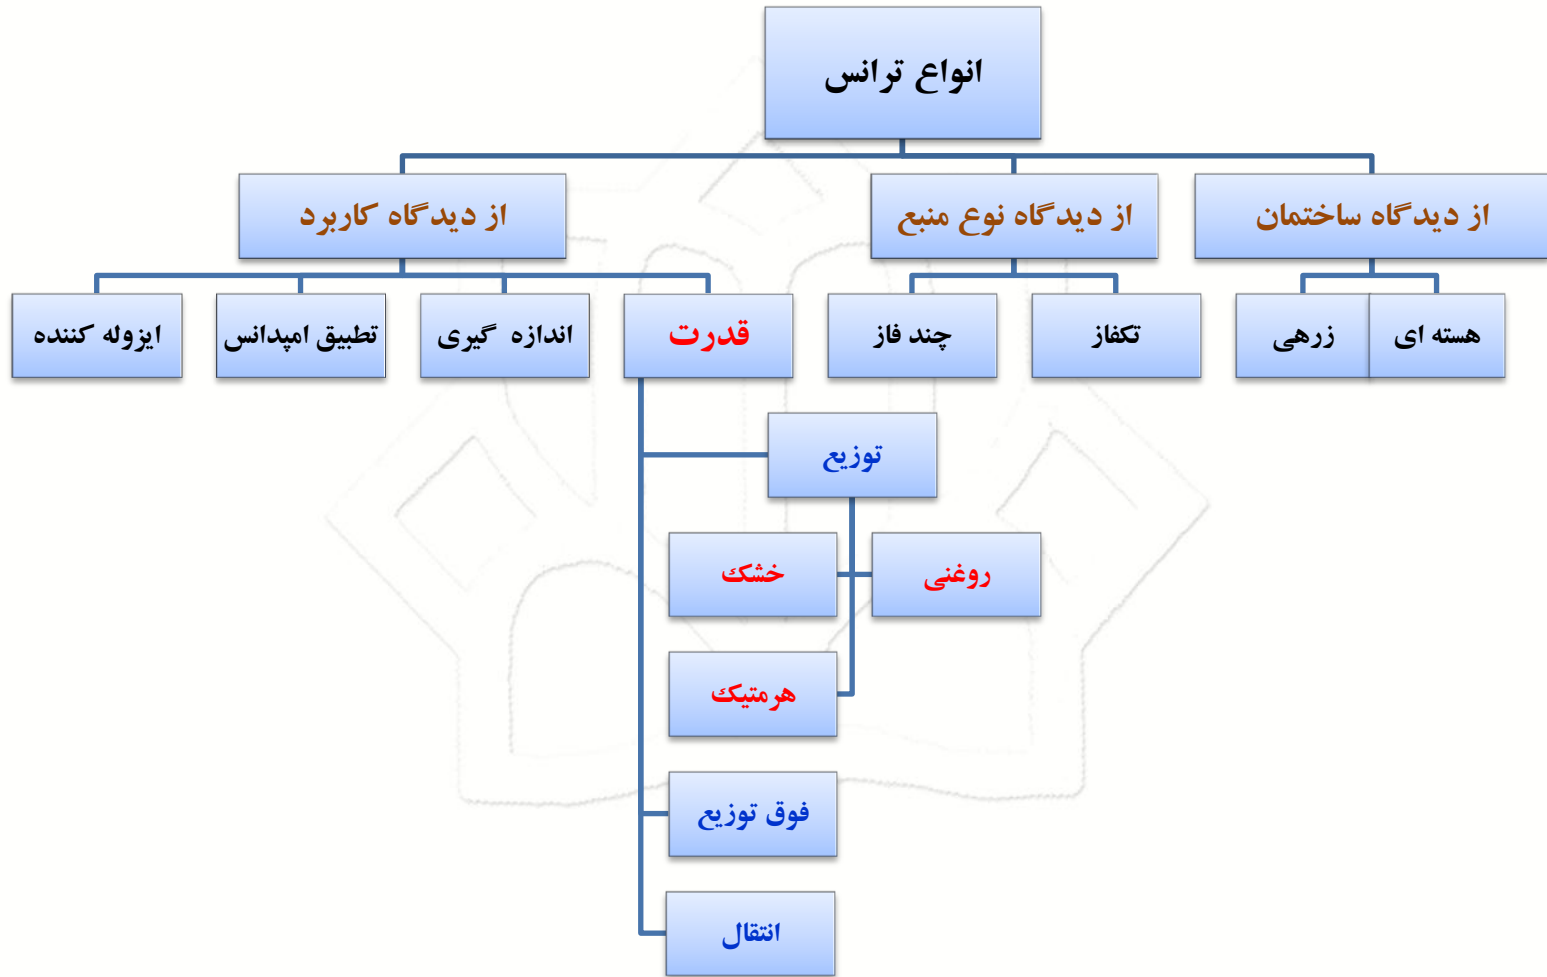 انواع ترانس
از دیدگاه ساختمان
از دیدگاه نوع منبع
از دیدگاه کاربرد
هسته ای
زرهی
تکفاز
چند فاز
قدرت
اندازه گیری
تطبیق امپدانس
ایزوله کننده
توزیع
روغنی
خشک
هرمتیک
فوق توزیع
انتقال